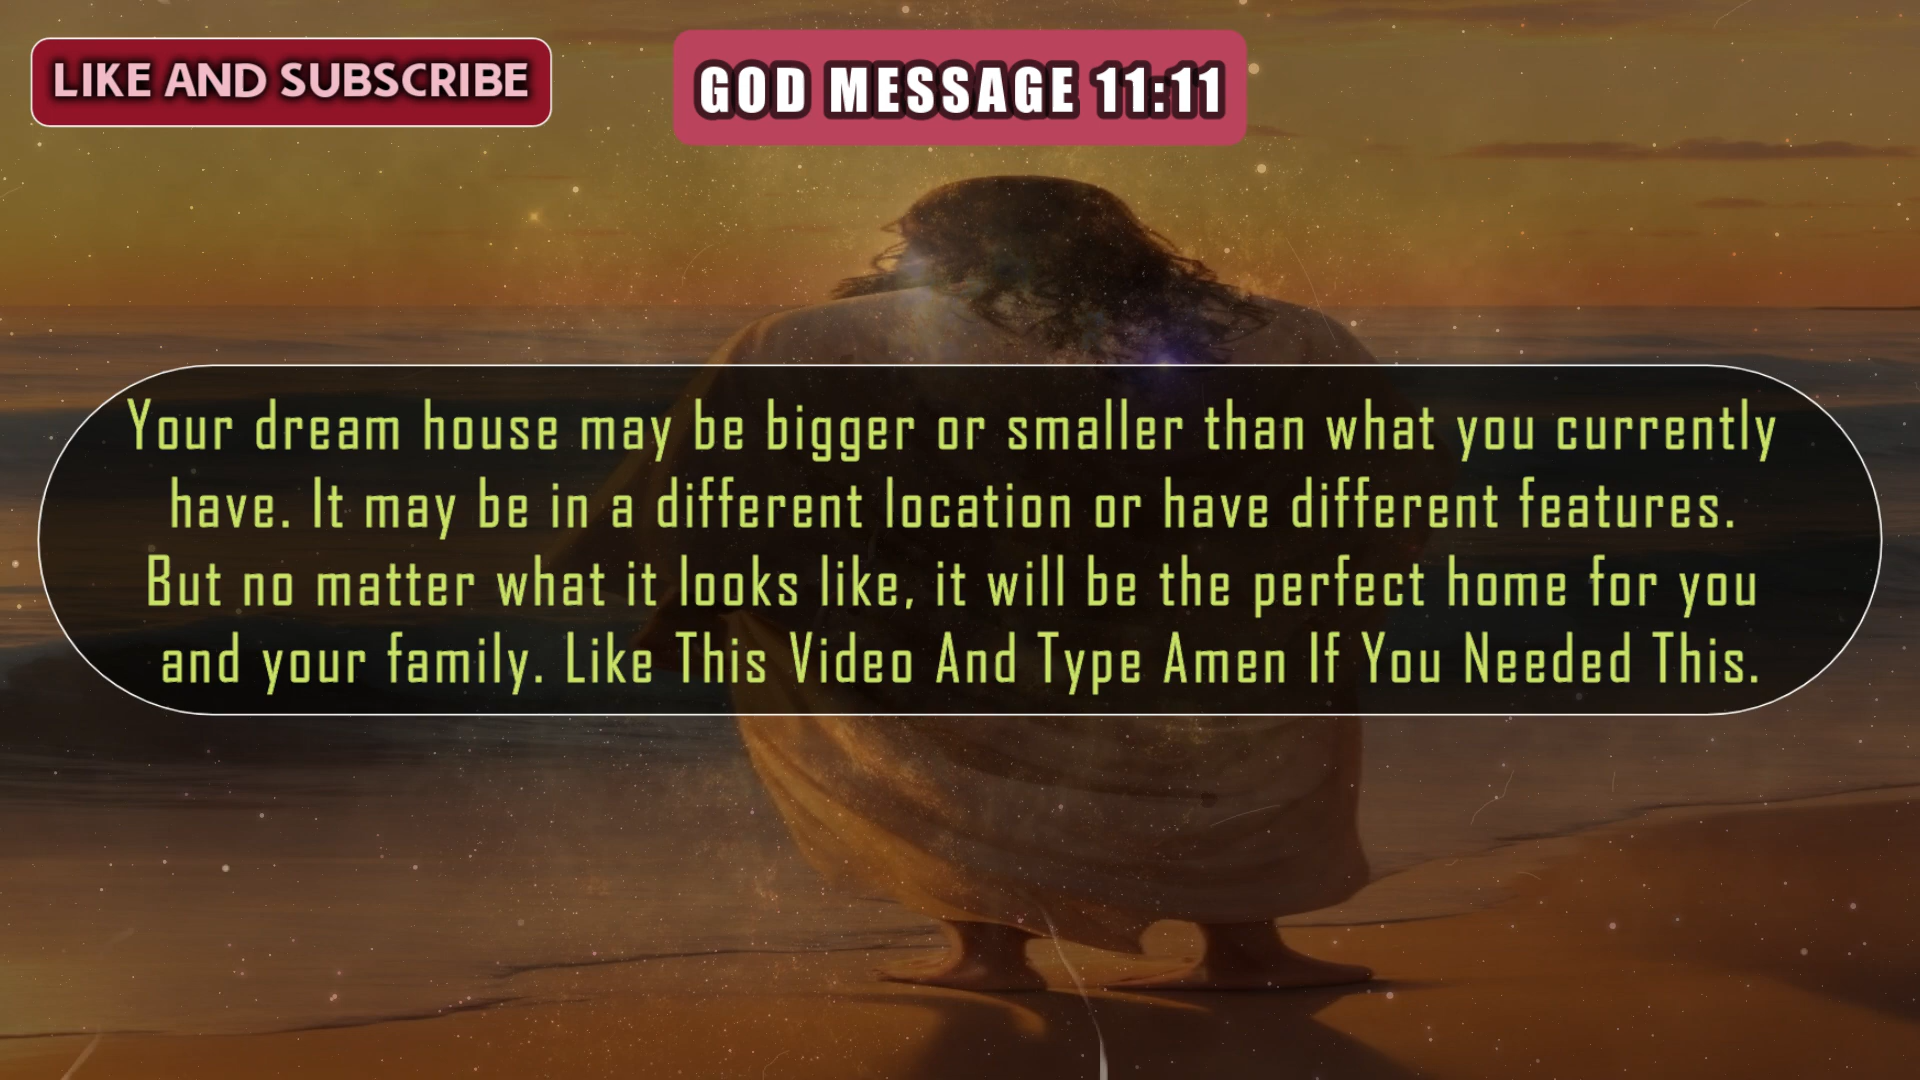 LIKE AND SUBSCRIBE
GOD MESSAGE 11:11
Your dream house may be bigger or smaller than what you currently
have. It may be in a different location or have different features.
But no matter what it looks like, it will be the perfect home for you
and your family. Like This Video And Type Amen If You Needed This.